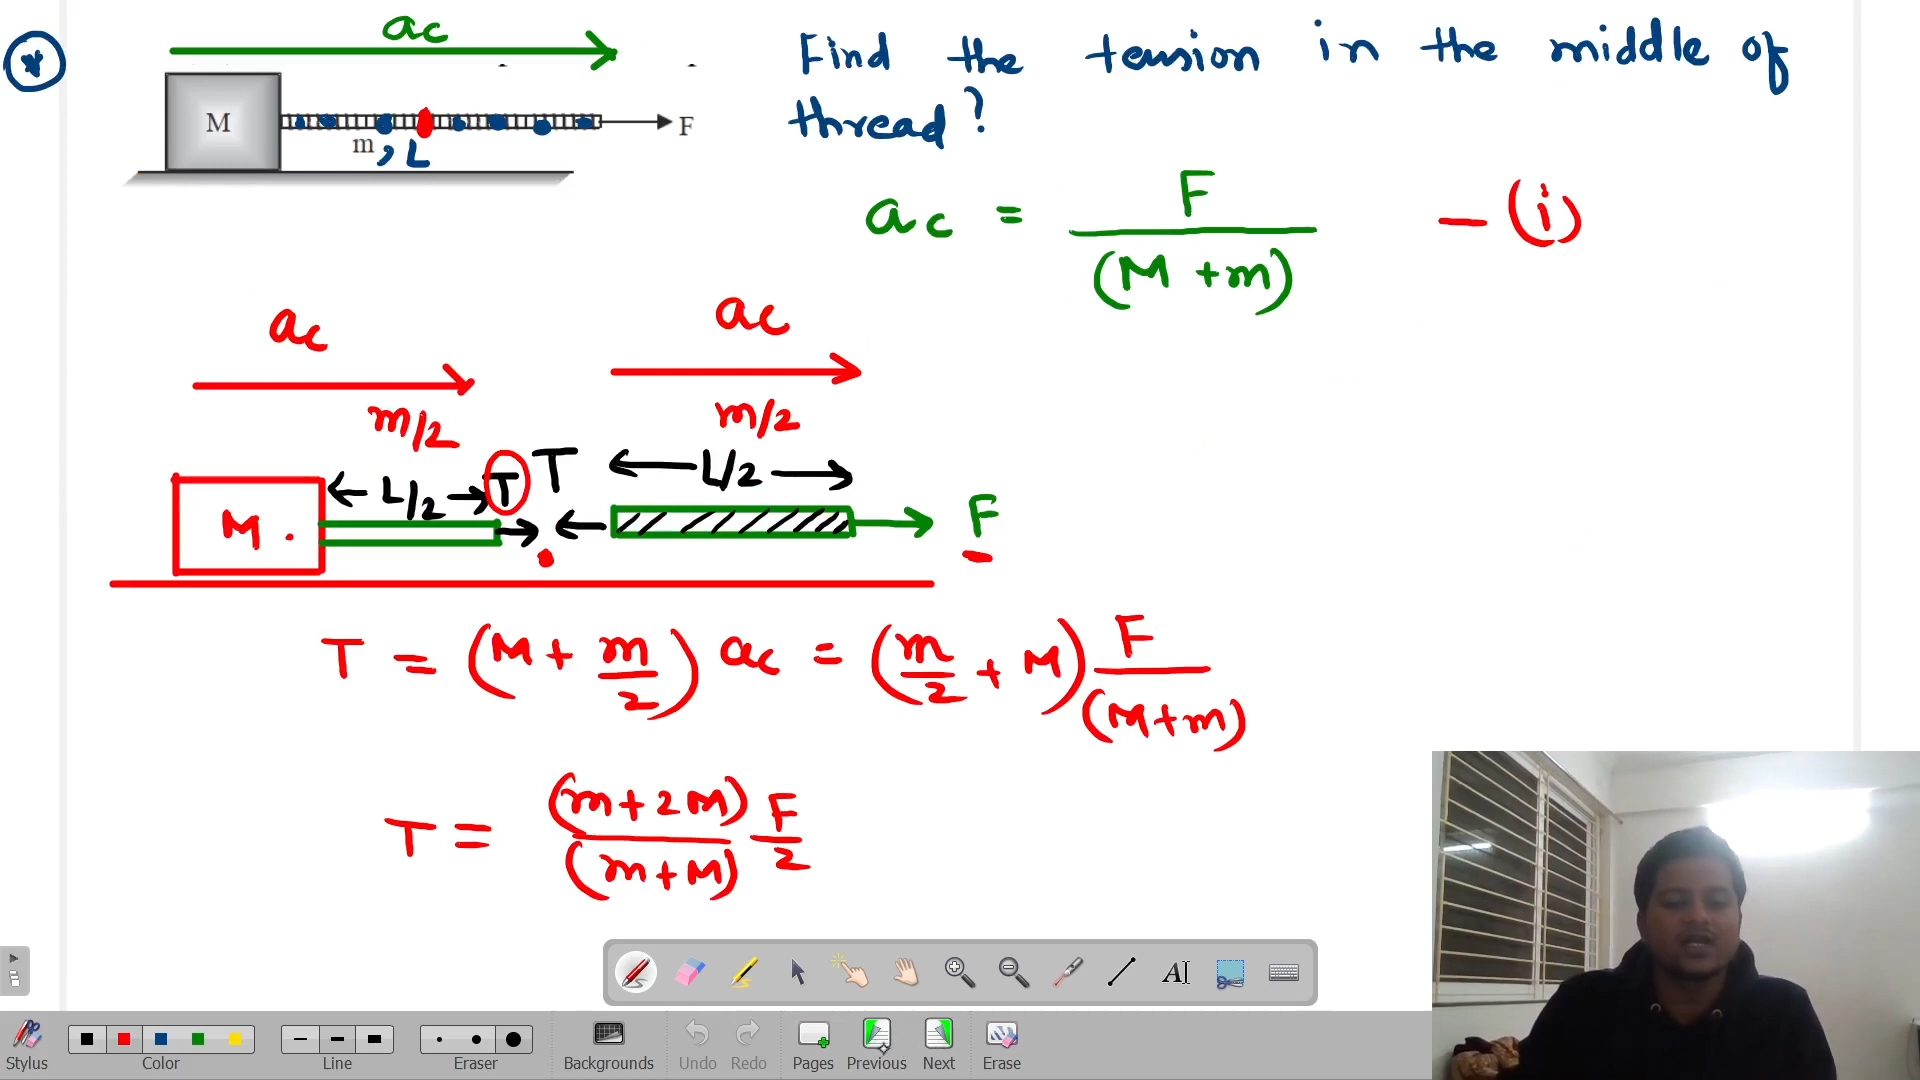 ac
Find the tension in the middle of
thread?
M
m, L
F
ac = F / (M+m) — (i)
ac
ac
m/2
m/2
L/2
T
T
L/2
M
F
T = (M + m/2) ac = (m/2 + M) F / (M+m)
T = (m+2M) / (m+M) F/2
AI
Stylus
Color
Line
Eraser
Backgrounds
Undo
Redo
Pages
Previous
Next
Erase